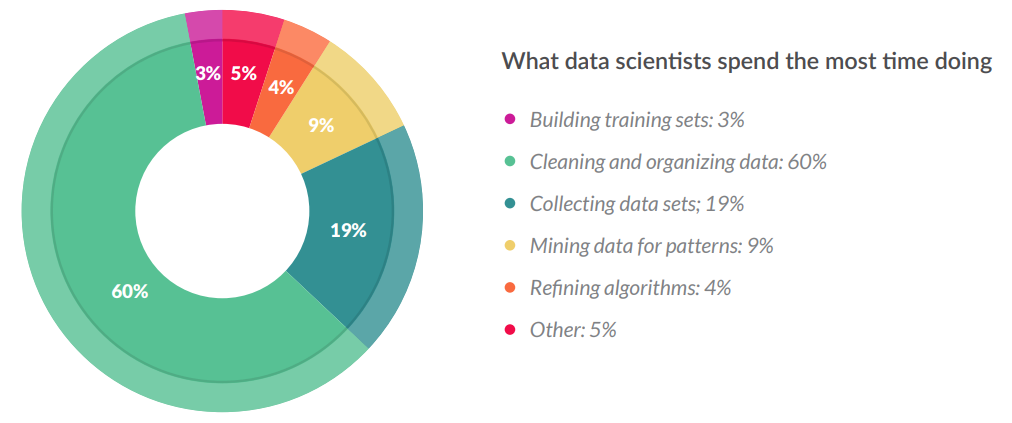 3%
5%
4%
9%
19%
60%
What data scientists spend the most time doing
Building training sets: 3%
Cleaning and organizing data: 60%
Collecting data sets; 19%
Mining data for patterns: 9%
Refining algorithms: 4%
Other: 5%